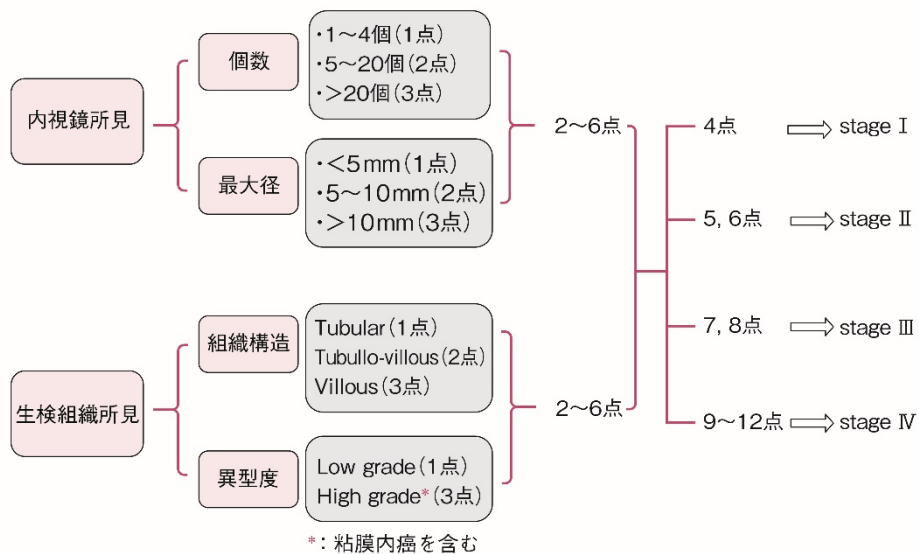 内視鏡所見
個数
・1〜4個(1点)
・5〜20個(2点)
・>20個(3点)
最大径
・<5mm(1点)
・5〜10mm(2点)
・>10mm(3点)
2〜6点
生検組織所見
組織構造
Tubular(1点)
Tubullo-villous(2点)
Villous(3点)
異型度
Low grade(1点)
High grade*(3点)
*：粘膜内癌を含む
2〜6点
4点 ⇨ stage Ⅰ
5, 6点 ⇨ stage Ⅱ
7, 8点 ⇨ stage Ⅲ
9〜12点 ⇨ stage Ⅳ